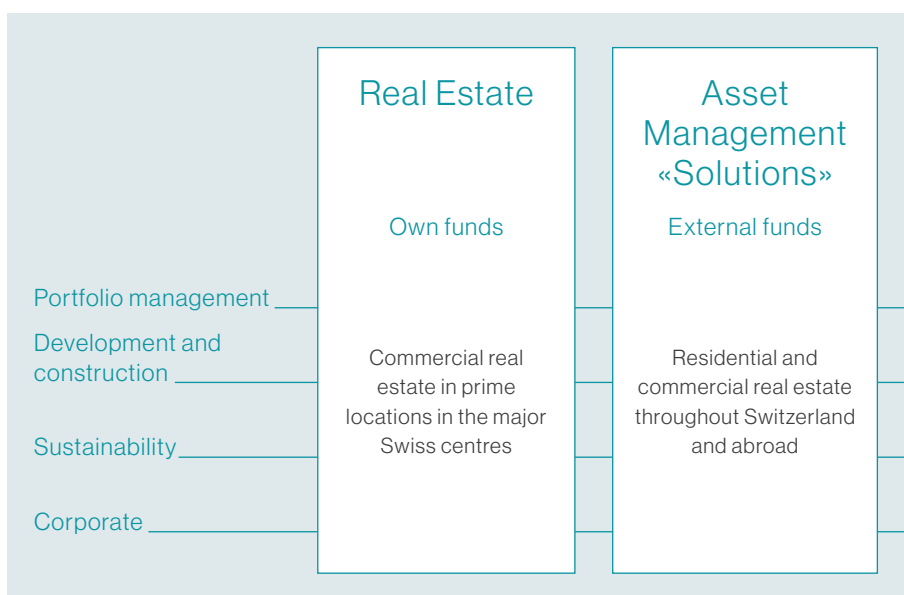 Real Estate
Own funds
Commercial real
estate in prime
locations in the major
Swiss centres
Asset
Management
«Solutions»
External funds
Residential and
commercial real estate
throughout Switzerland
and abroad
Portfolio management
Development and
construction
Sustainability
Corporate